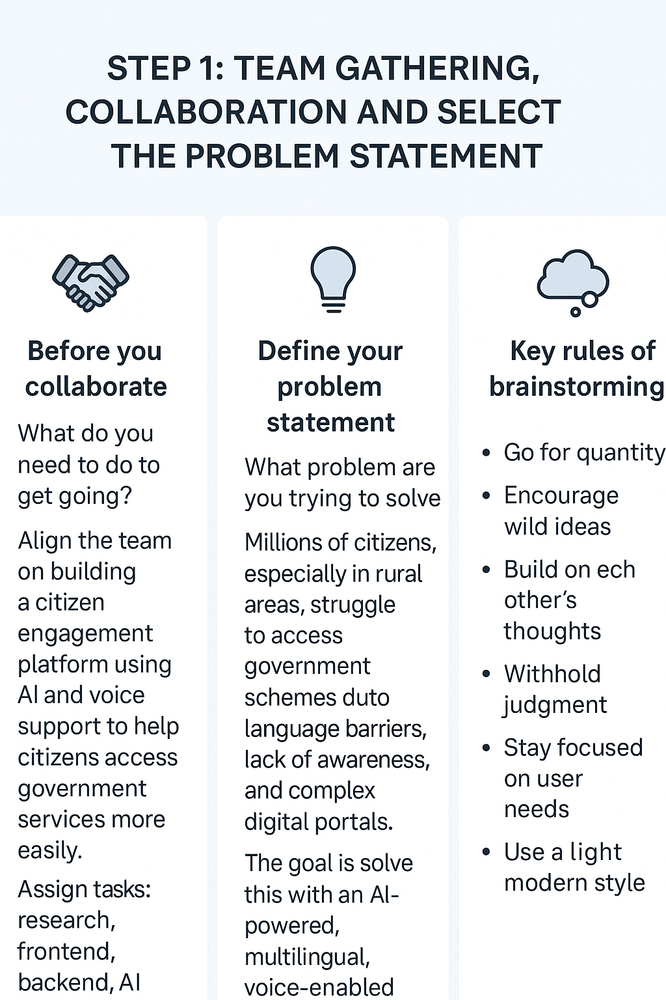 STEP 1: TEAM GATHERING,
COLLABORATION AND SELECT
THE PROBLEM STATEMENT
Before you
collaborate
What do you
need to do to
get going?
Align the team
on building
a citizen
engagement
platform using
AI and voice
support to help
citizens access
government
services more
easily.
Assign tasks:
research,
frontend,
backend, AI
Define your
problem
statement
What problem are
you trying to solve
Millions of citizens,
especially in rural
areas, struggle
to access
government
schemes duto
language barriers,
lack of awareness,
and complex
digital portals.
The goal is solve
this with an AI-
powered,
multilingual,
voice-enabled
Key rules of
brainstorming
• Go for quantity
• Encourage
wild ideas
• Build on ech
other’s
thoughts
• Withhold
judgment
• Stay focused
on user
needs
• Use a light
modern style